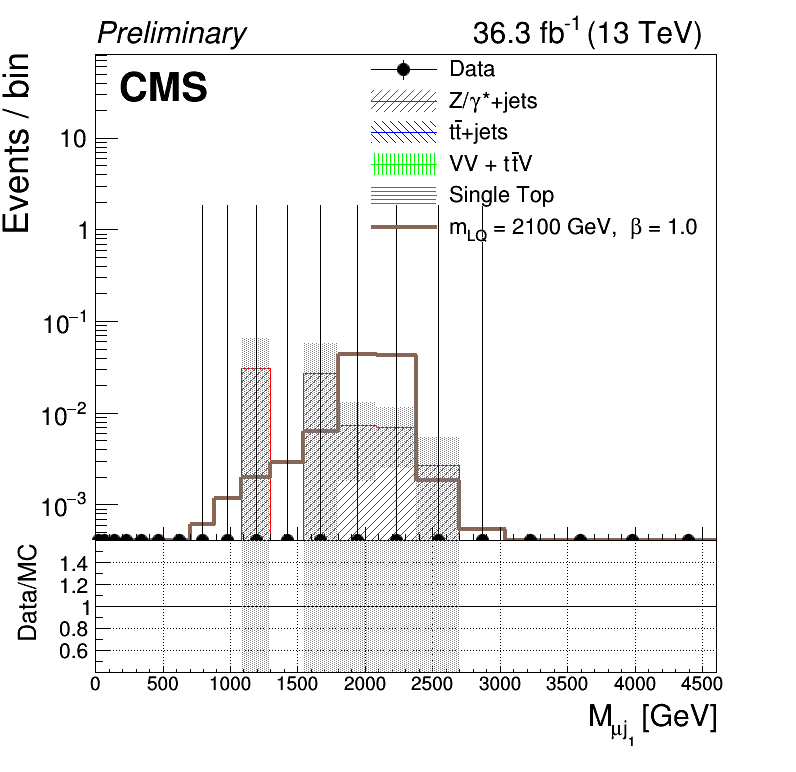 Preliminary 36.3 fb⁻¹ (13 TeV)
CMS
Data
Z/γ*+jets
tt̄+jets
VV + tt̄V
Single Top
m_LQ = 2100 GeV, β = 1.0
Events / bin
10
1
10⁻¹
10⁻²
10⁻³
Data/MC
1.4
1.2
1
0.8
0.6
0 500 1000 1500 2000 2500 3000 3500 4000 4500
M_μj₁ [GeV]